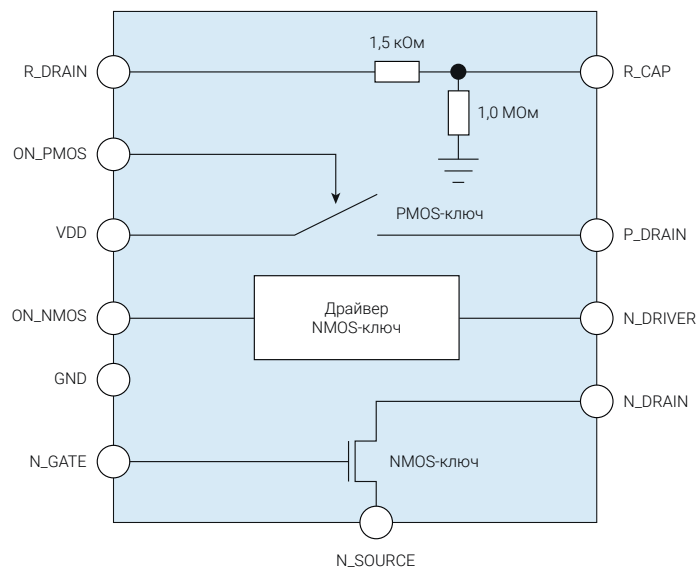 1,5 кОм
R_DRAIN
R_CAP
1,0 МОм
ON_PMOS
PMOS-ключ
VDD
P_DRAIN
Драйвер
NMOS-ключ
ON_NMOS
N_DRIVER
GND
N_DRAIN
N_GATE
NMOS-ключ
N_SOURCE